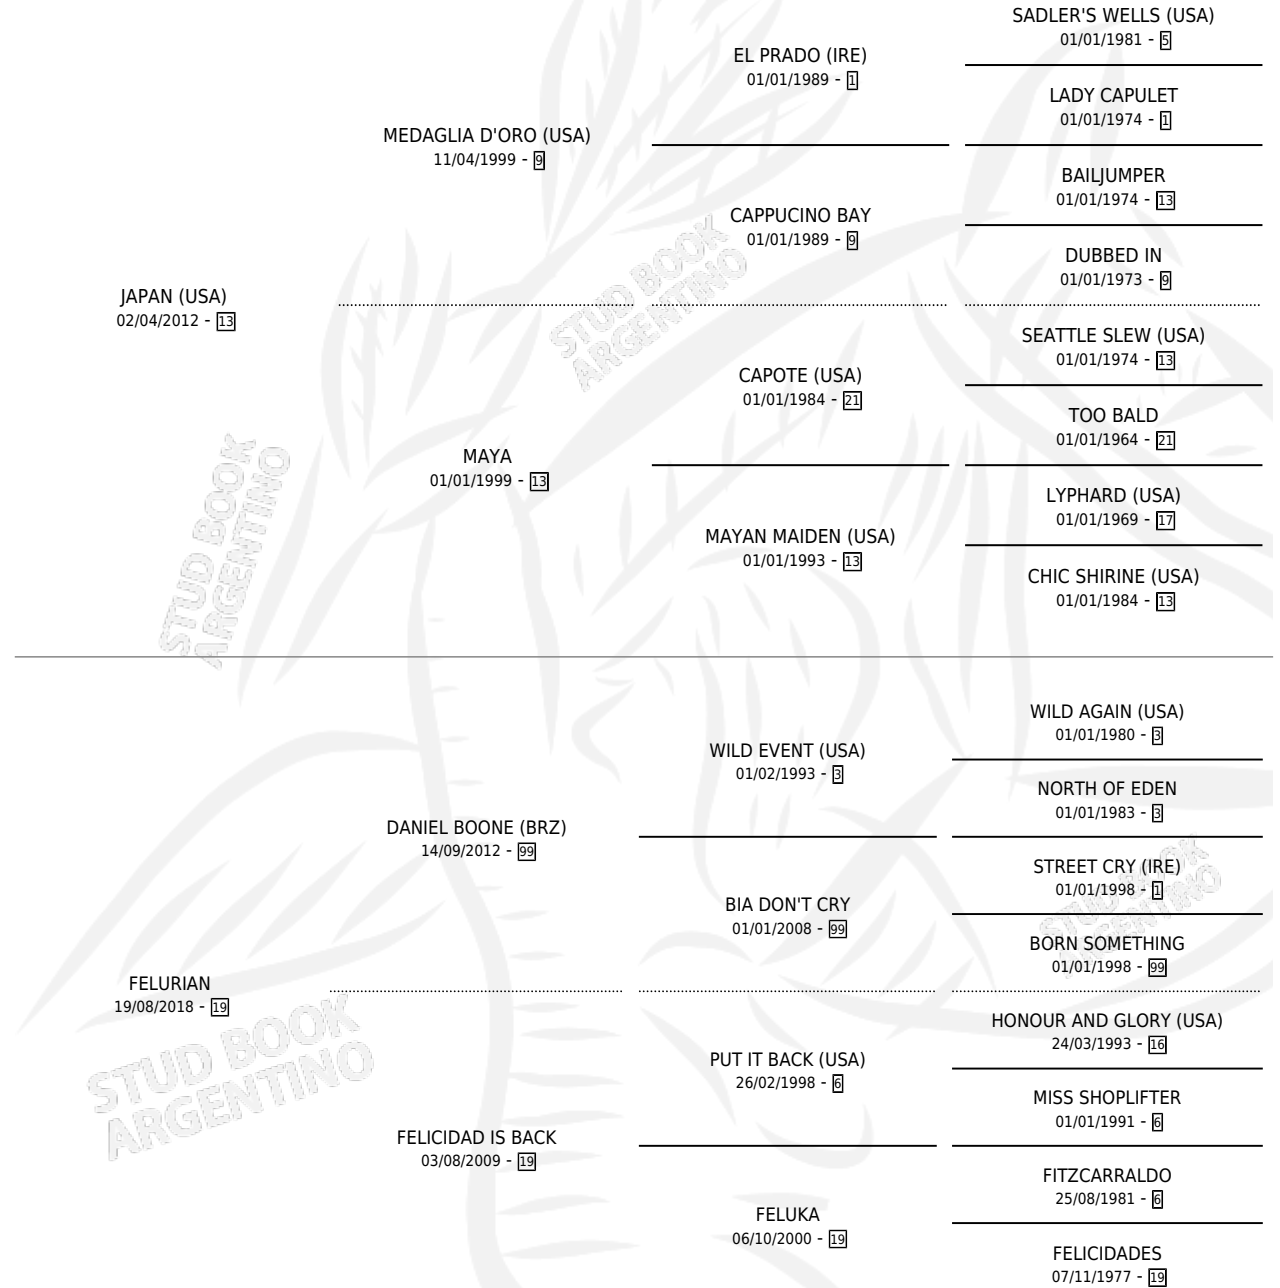 SADLER'S WELLS (USA)
01/01/1981 - 5
EL PRADO (IRE)
01/01/1989 - 1
LADY CAPULET
01/01/1974 - 1
MEDAGLIA D'ORO (USA)
11/04/1999 - 9
BAILJUMPER
01/01/1974 - 13
CAPPUCINO BAY
01/01/1989 - 9
DUBBED IN
01/01/1973 - 9
JAPAN (USA)
02/04/2012 - 13
STUD BOOK
ARGENTINO
SEATTLE SLEW (USA)
01/01/1974 - 13
CAPOTE (USA)
01/01/1984 - 21
TOO BALD
01/01/1964 - 21
MAYA
01/01/1999 - 13
LYPHARD (USA)
01/01/1969 - 17
MAYAN MAIDEN (USA)
01/01/1993 - 13
CHIC SHIRINE (USA)
01/01/1984 - 13
STUD BOOK
ARGENTINO
WILD AGAIN (USA)
01/01/1980 - 3
WILD EVENT (USA)
01/02/1993 - 3
NORTH OF EDEN
01/01/1983 - 3
DANIEL BOONE (BRZ)
14/09/2012 - 99
STREET CRY (IRE)
01/01/1998 - 1
BIA DON'T CRY
01/01/2008 - 99
BORN SOMETHING
01/01/1998 - 99
STUD BOOK
ARGENTINO
FELURIAN
19/08/2018 - 19
HONOUR AND GLORY (USA)
24/03/1993 - 16
PUT IT BACK (USA)
26/02/1998 - 6
MISS SHOPLIFTER
01/01/1991 - 6
STUD BOOK
ARGENTINO
FELICIDAD IS BACK
03/08/2009 - 19
FITZCARRALDO
25/08/1981 - 6
FELUKA
06/10/2000 - 19
FELICIDADES
07/11/1977 - 19